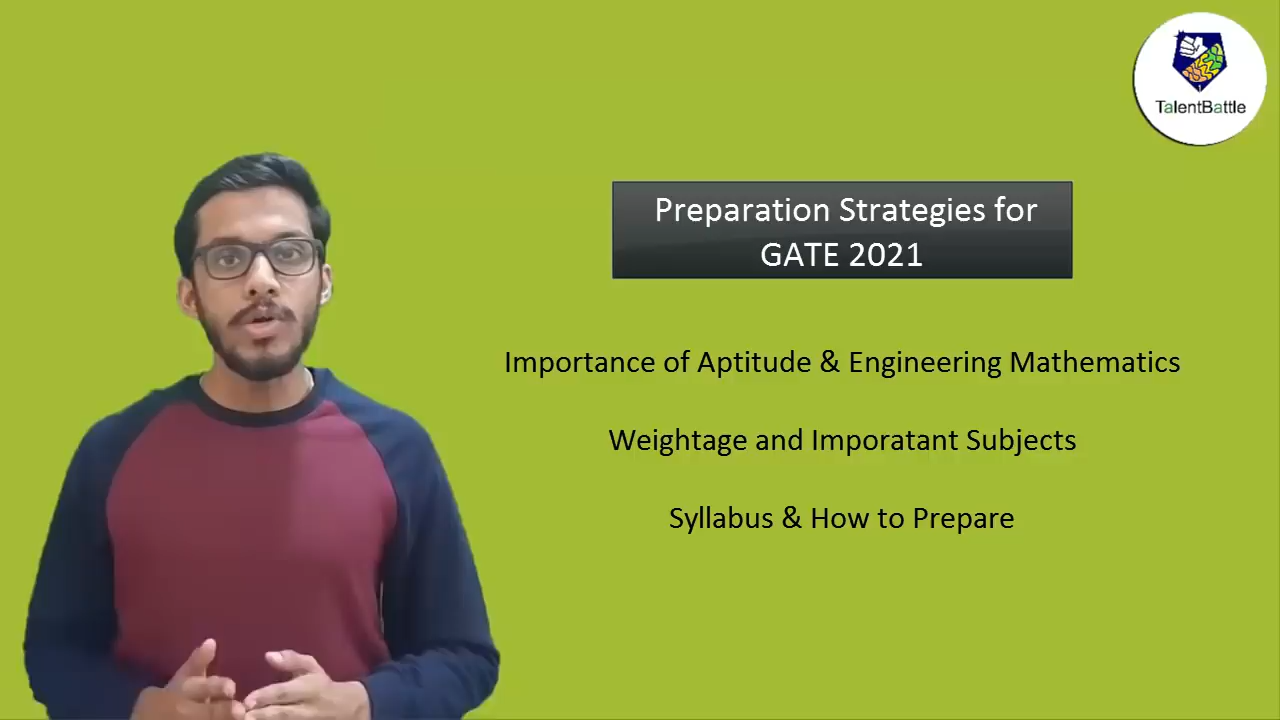 TalentBattle
Preparation Strategies for
GATE 2021
Importance of Aptitude & Engineering Mathematics
Weightage and Imporatant Subjects
Syllabus & How to Prepare